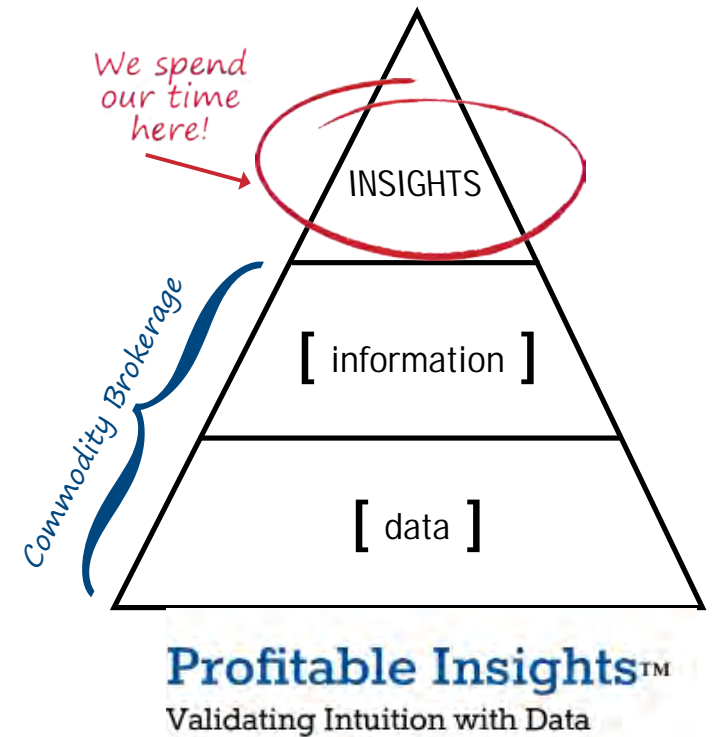 We spend
our time
here!
INSIGHTS
Commodity Brokerage
[ information ]
[ data ]
Profitable Insights™
Validating Intuition with Data